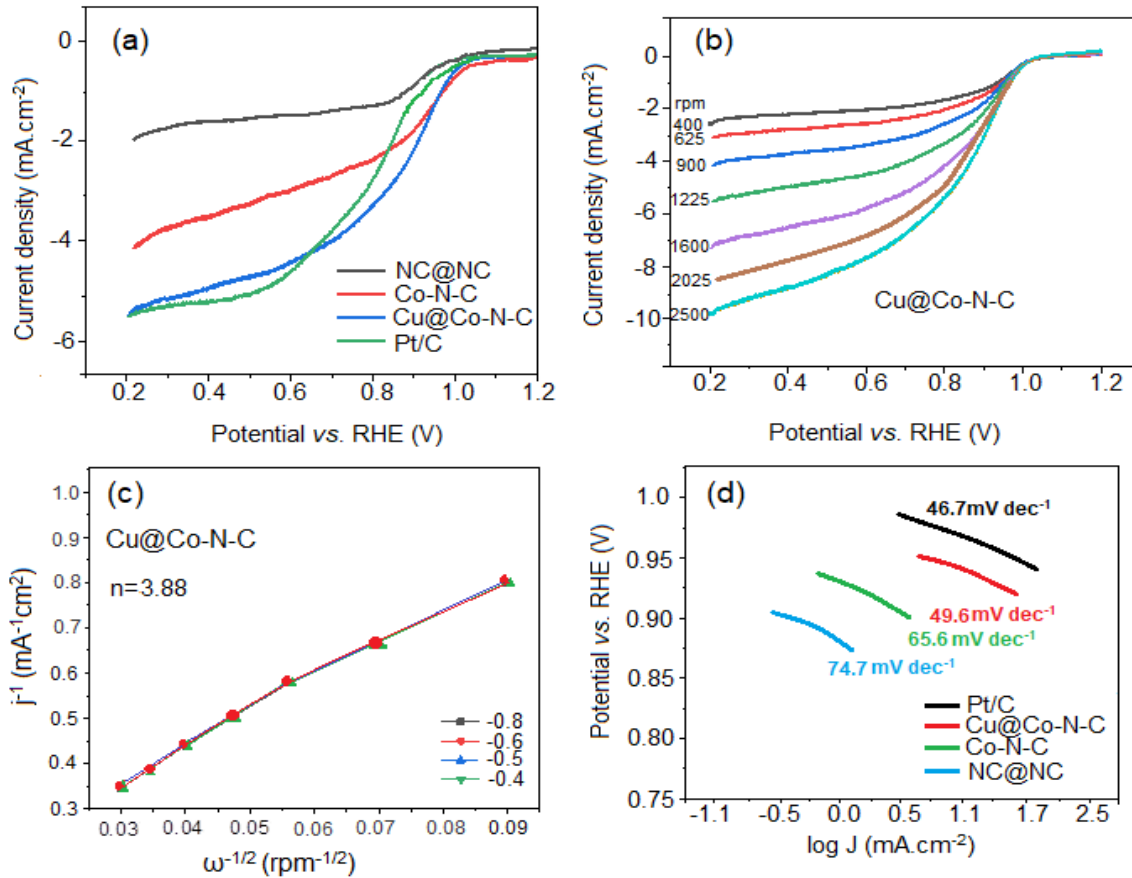 (a)
0
-2
-4
-6
Current density (mA.cm⁻²)
NC@NC
Co-N-C
Cu@Co-N-C
Pt/C
0.2 0.4 0.6 0.8 1.0 1.2
Potential vs. RHE (V)
(b)
0
-2
-4
-6
-8
-10
Current density (mA.cm⁻²)
rpm
400
625
900
1225
1600
2025
2500
Cu@Co-N-C
0.2 0.4 0.6 0.8 1.0 1.2
Potential vs. RHE (V)
(c)
Cu@Co-N-C
n=3.88
1.0
0.9
0.8
0.7
0.6
0.5
0.4
0.3
j⁻¹ (mA⁻¹cm²)
-0.8
-0.6
-0.5
-0.4
0.03 0.04 0.05 0.06 0.07 0.08 0.09
ω⁻¹/² (rpm⁻¹/²)
(d)
1.00
0.95
0.90
0.85
0.80
0.75
Potential vs. RHE (V)
46.7mV dec⁻¹
49.6 mV dec⁻¹
65.6 mV dec⁻¹
74.7 mV dec⁻¹
Pt/C
Cu@Co-N-C
Co-N-C
NC@NC
-1.1 -0.5 0.0 0.5 1.1 1.7 2.5
log J (mA.cm⁻²)